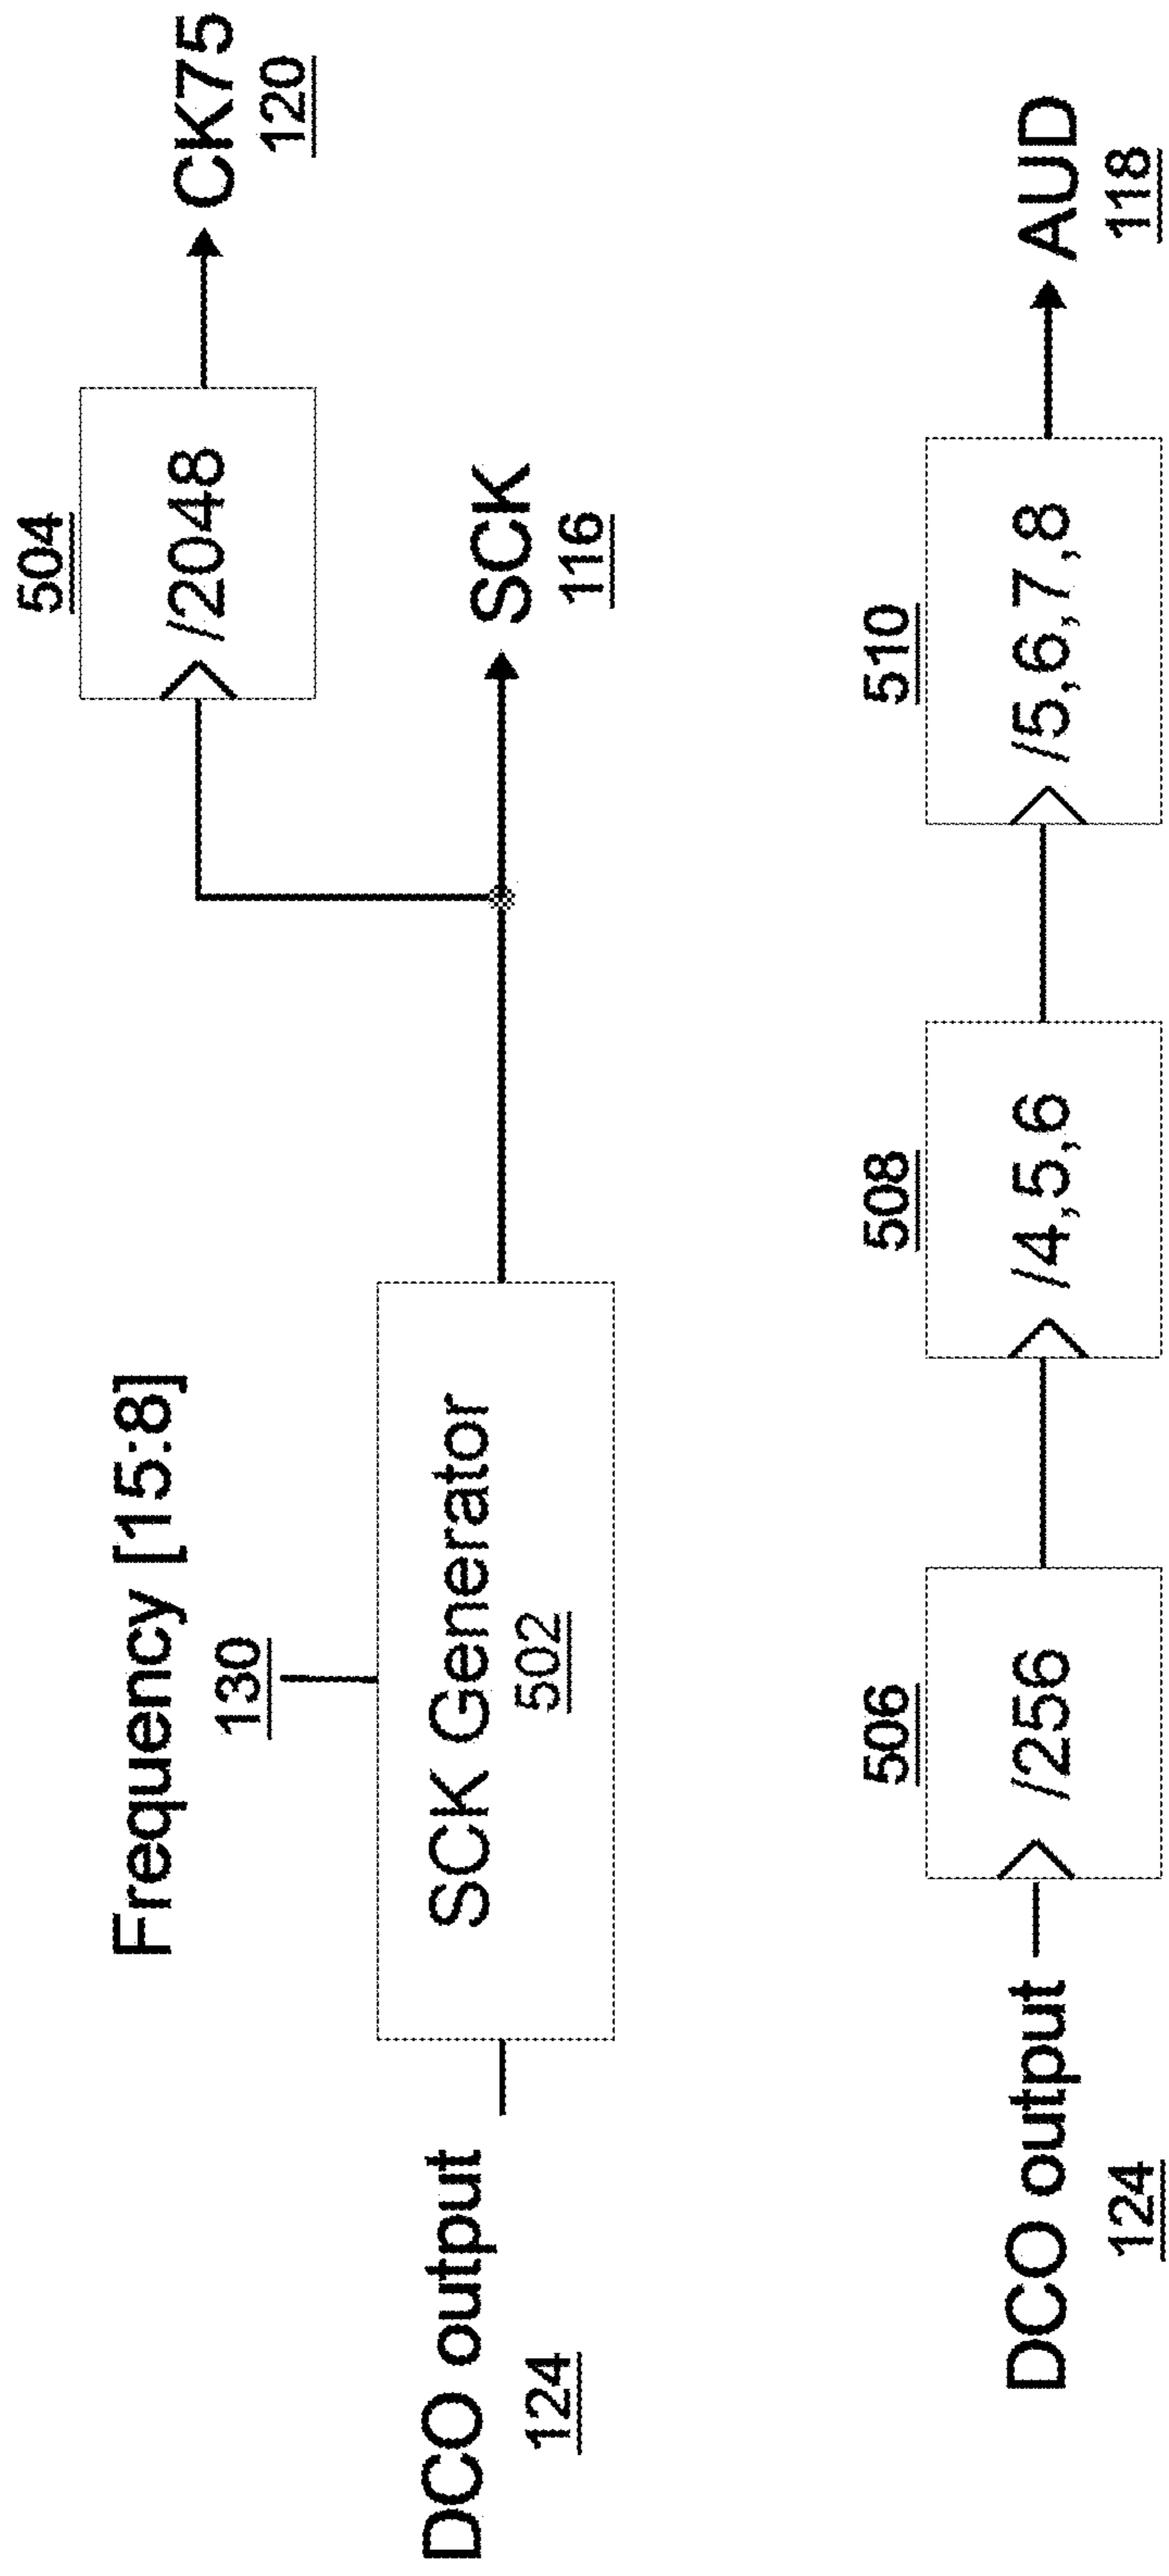 504
/2048
CK75
120
Frequency [15:8]
130
DCO output
124
SCK Generator
502
SCK
116
506
508
510
DCO output
124
/256
/4,5,6
/5,6,7,8
AUD
118